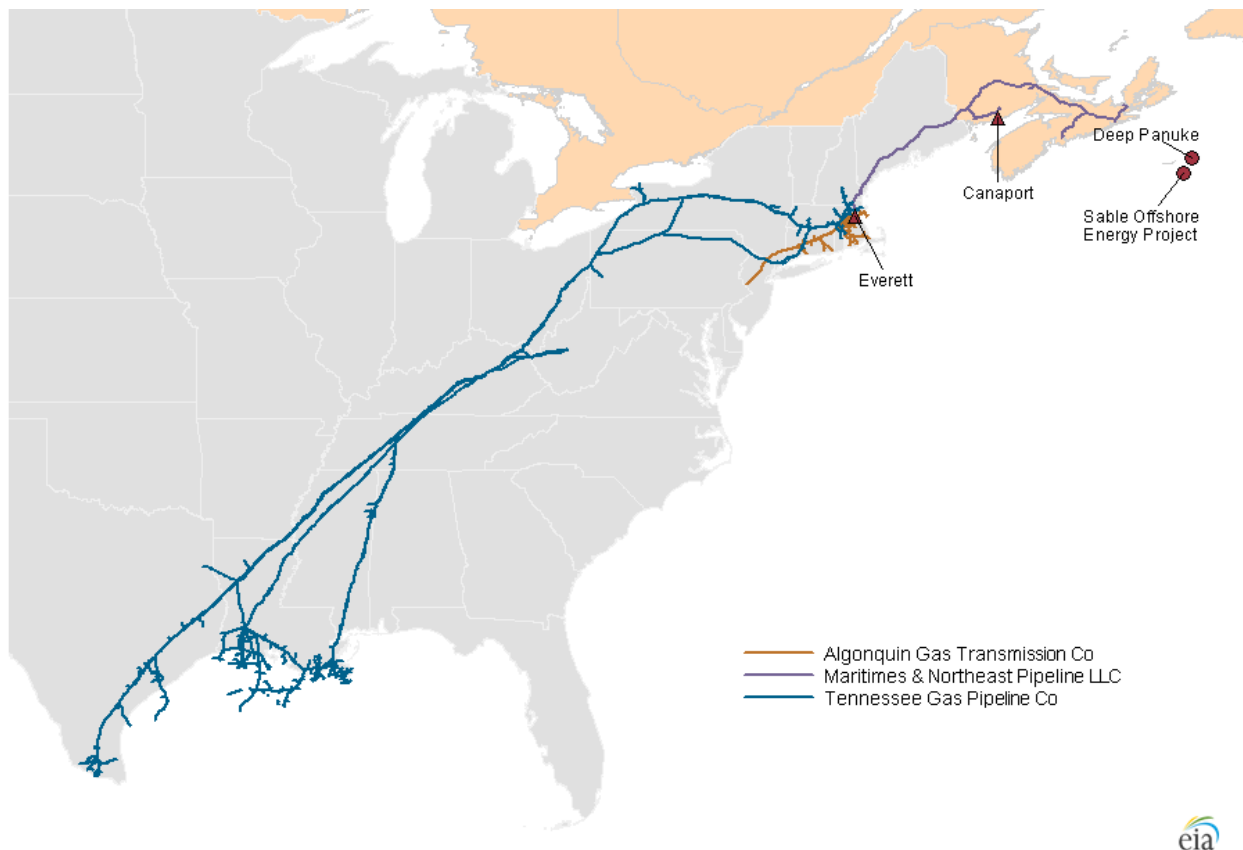 Deep Panuke
Canaport
Sable Offshore
Energy Project
Everett
Algonquin Gas Transmission Co
Maritimes & Northeast Pipeline LLC
Tennessee Gas Pipeline Co
eia